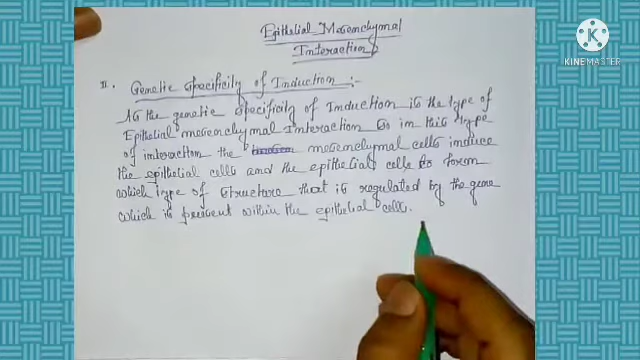 Epithelial-Mesenchymal
Interaction
II. Genetic Specificity of Induction :-
As the genetic specificity of Induction is the type of
Epithelial mesenchymal Interaction so in this type
of interaction the mesenchymal cells induce
the epithelial cells and the epithelial cells to form
which type of structure that is regulated by the gene
which is present within the epithelial cell.
KINEMASTER